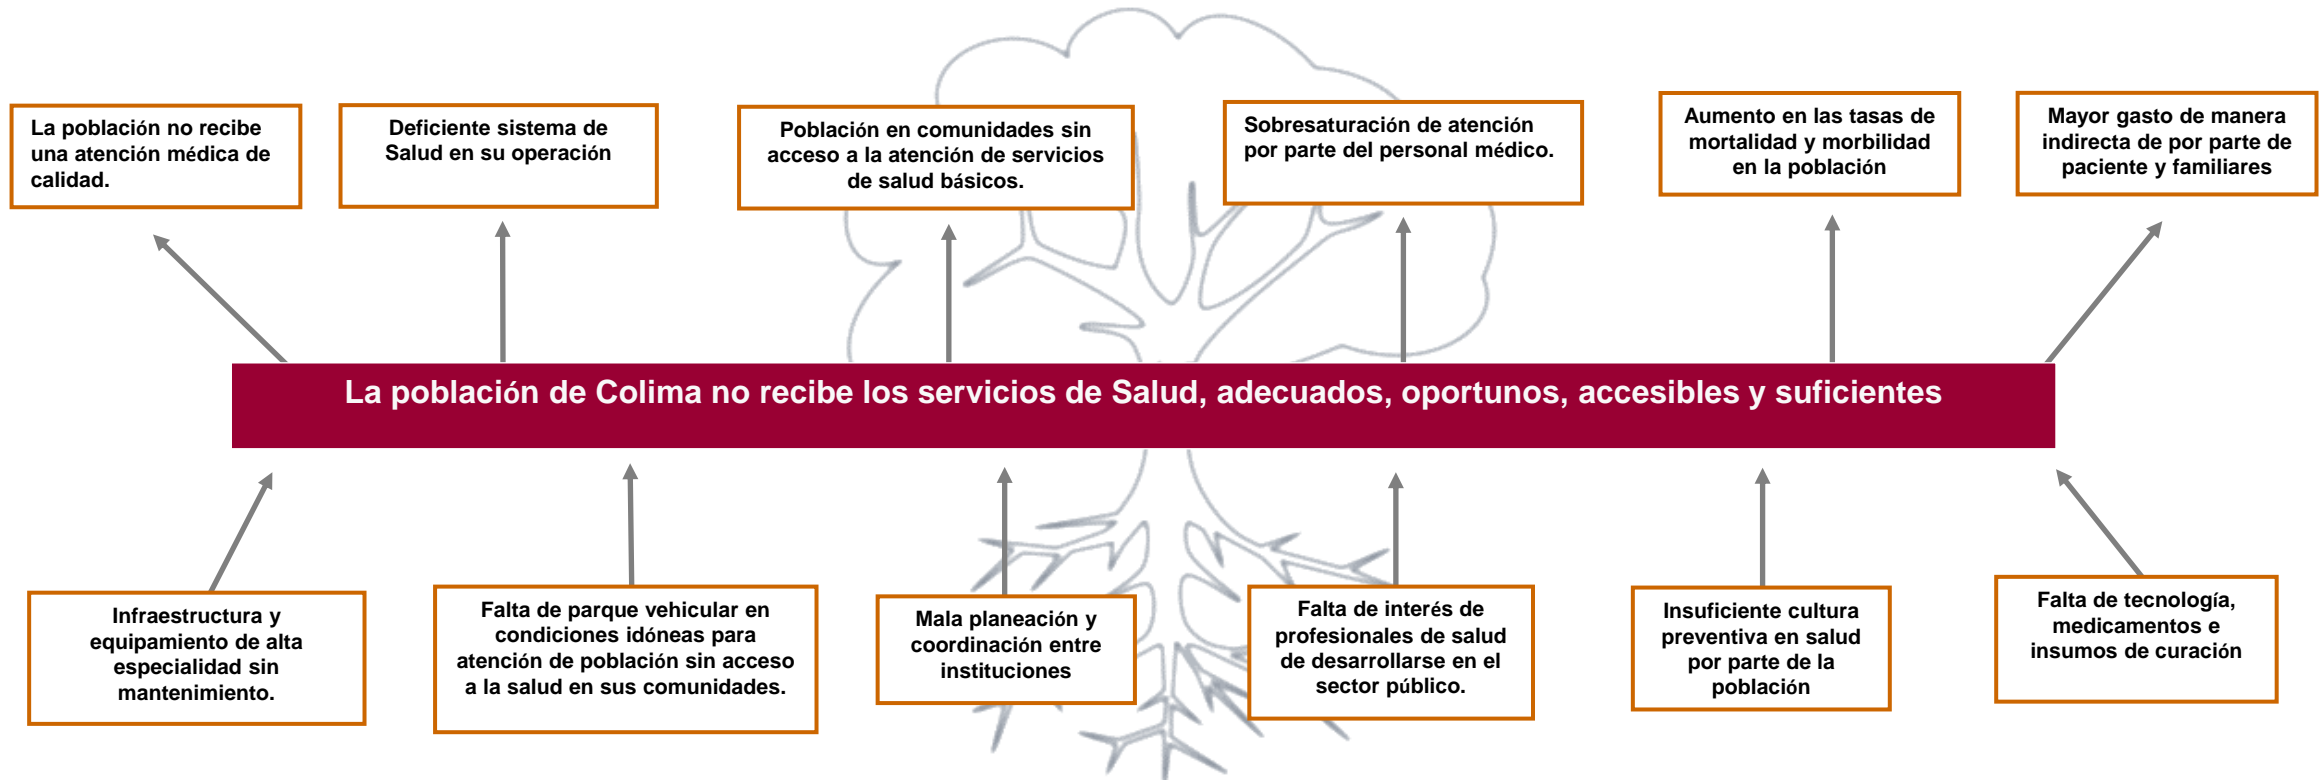 La población no recibe
una atención médica de
calidad.
Deficiente sistema de
Salud en su operación
Población en comunidades sin
acceso a la atención de servicios
de salud básicos.
Sobresaturación de atención
por parte del personal médico.
Aumento en las tasas de
mortalidad y morbilidad
en la población
Mayor gasto de manera
indirecta de por parte de
paciente y familiares
La población de Colima no recibe los servicios de Salud, adecuados, oportunos, accesibles y suficientes
Infraestructura y
equipamiento de alta
especialidad sin
mantenimiento.
Falta de parque vehicular en
condiciones idóneas para
atención de población sin acceso
a la salud en sus comunidades.
Mala planeación y
coordinación entre
instituciones
Falta de interés de
profesionales de salud
de desarrollarse en el
sector público.
Insuficiente cultura
preventiva en salud
por parte de la
población
Falta de tecnología,
medicamentos e
insumos de curación